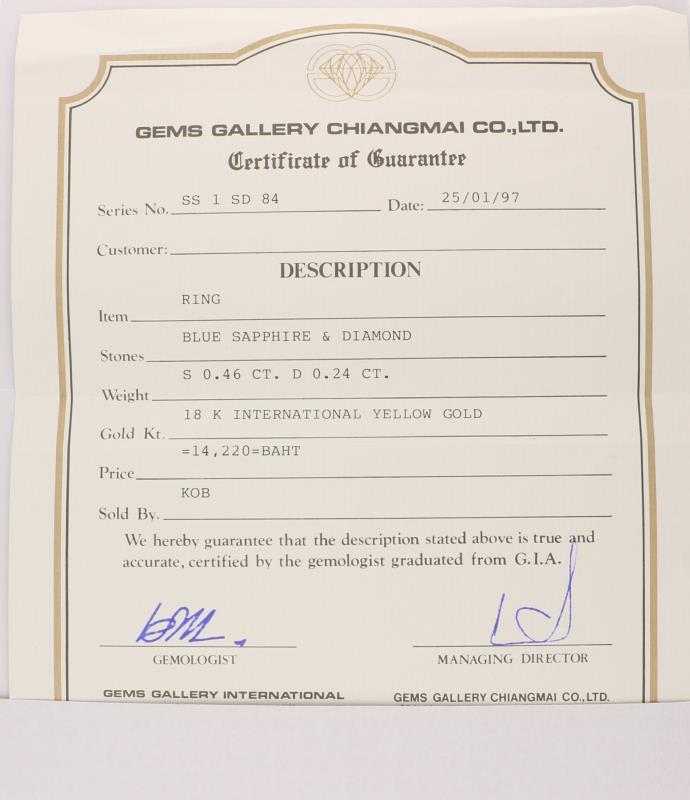 GEMS GALLERY CHIANGMAI CO.,LTD.
Certificate of Guarantee
Series No. SS 1 SD 84 Date: 25/01/97
Customer:
DESCRIPTION
Item RING
Stones BLUE SAPPHIRE & DIAMOND
Weight S 0.46 CT. D 0.24 CT.
Gold Kt. 18 K INTERNATIONAL YELLOW GOLD
Price =14,220=BAHT
Sold By. KOB
We hereby guarantee that the description stated above is true and
accurate, certified by the gemologist graduated from G.I.A.
GEMOLOGIST MANAGING DIRECTOR
GEMS GALLERY INTERNATIONAL GEMS GALLERY CHIANGMAI CO.,LTD.